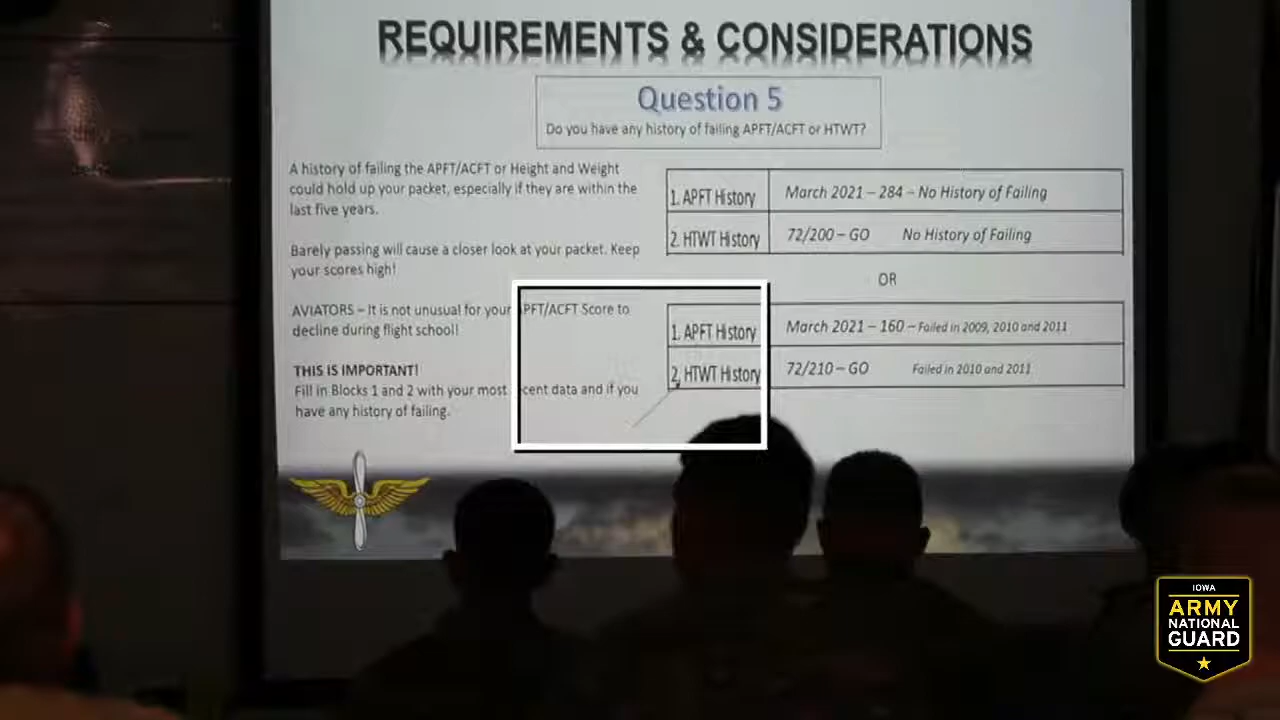 REQUIREMENTS & CONSIDERATIONS
Question 5
Do you have any history of failing APFT/ACFT or HTWT?
A history of failing the APFT/ACFT or Height and Weight
could hold up your packet, especially if they are within the
last five years.
Barely passing will cause a closer look at your packet. Keep
your scores high!
AVIATORS – It is not unusual for your APFT/ACFT Score to
decline during flight school!
THIS IS IMPORTANT!
Fill in Blocks 1 and 2 with your most recent data and if you
have any history of failing.
1. APFT History March 2021 – 284 – No History of Failing
2. HTWT History 72/200 – GO No History of Failing
OR
1. APFT History March 2021 – 160 – Failed in 2009, 2010 and 2011
2. HTWT History 72/210 – GO Failed in 2010 and 2011
IOWA
ARMY
NATIONAL
GUARD